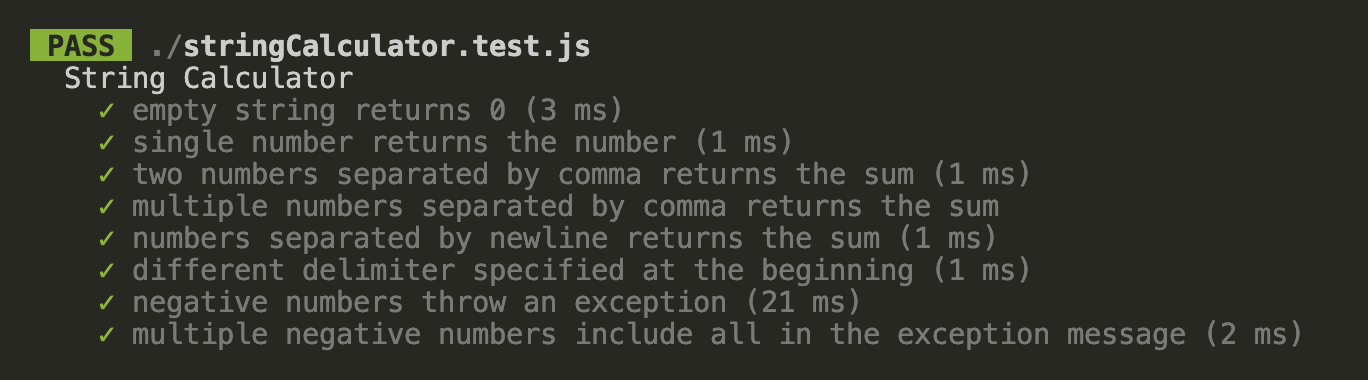 PASS ./stringCalculator.test.js
String Calculator
✓ empty string returns 0 (3 ms)
✓ single number returns the number (1 ms)
✓ two numbers separated by comma returns the sum (1 ms)
✓ multiple numbers separated by comma returns the sum
✓ numbers separated by newline returns the sum (1 ms)
✓ different delimiter specified at the beginning (1 ms)
✓ negative numbers throw an exception (21 ms)
✓ multiple negative numbers include all in the exception message (2 ms)